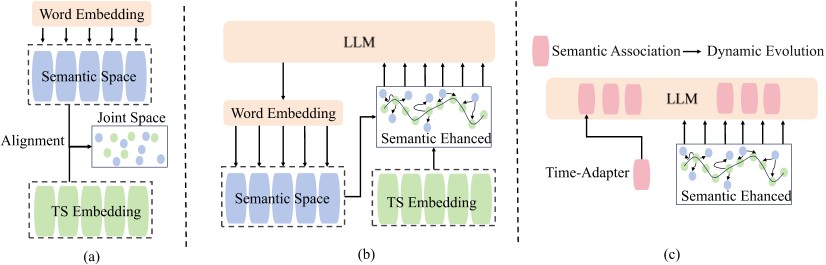 Word Embedding
Semantic Space
Joint Space
Alignment
TS Embedding
(a)
LLM
Word Embedding
Semantic Ehanced
Semantic Space
TS Embedding
(b)
Semantic Association
Dynamic Evolution
LLM
Time-Adapter
Semantic Ehanced
(c)